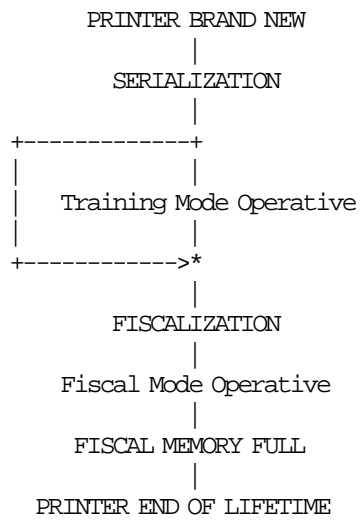 PRINTER BRAND NEW
SERIALIZATION
Training Mode Operative
FISCALIZATION
Fiscal Mode Operative
FISCAL MEMORY FULL
PRINTER END OF LIFETIME